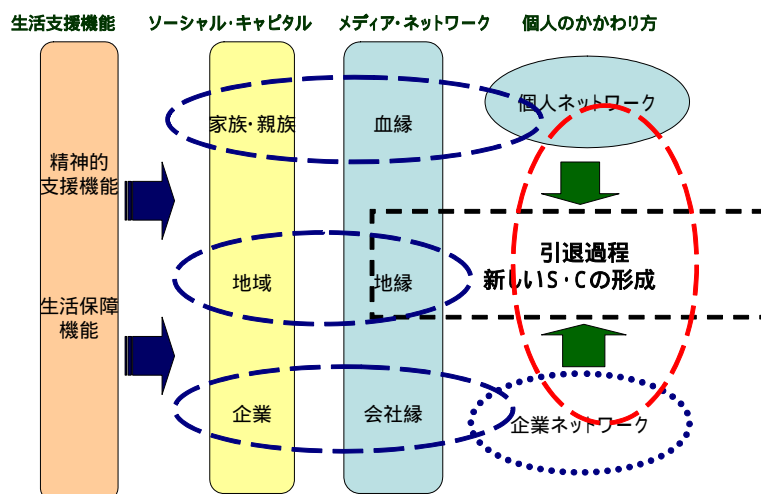 生活支援機能
ソーシャル・キャピタル
メディア・ネットワーク
個人のかかわり方
家族・親族
血縁
個人ネットワーク
精神的
支援機能
地域
地縁
引退過程
新しいS・Cの形成
生活保障
機能
企業
会社縁
企業ネットワーク